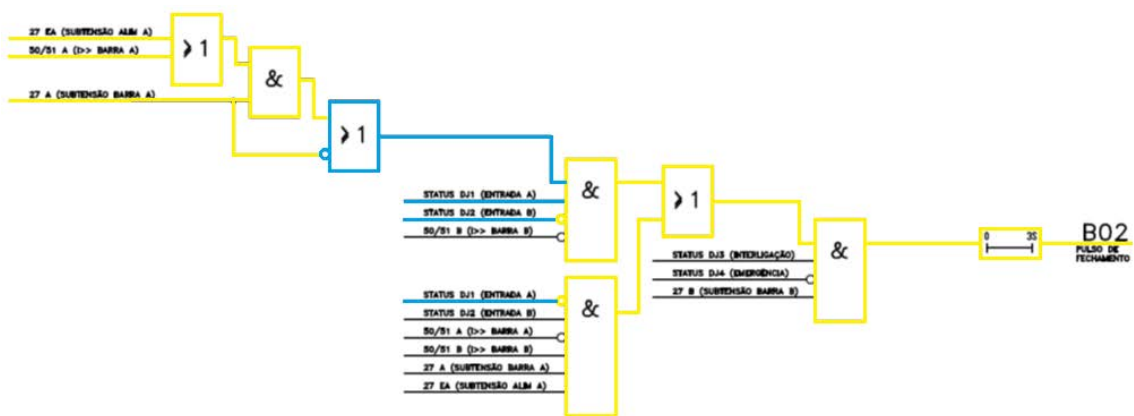 27 EA (SUBTENSÃO ALIM A)
50/51 A (I>> BARRA A)
27 A (SUBTENSÃO BARRA A)
> 1
&
> 1
STATUS DJ1 (ENTRADA A)
STATUS DJ2 (ENTRADA B)
50/51 B (I>> BARRA B)
&
> 1
STATUS DJ3 (INTERLIGAÇÃO)
STATUS DJ4 (EMERGÊNCIA)
27 B (SUBTENSÃO BARRA B)
&
0 3S
B02
PULSO DE
FECHAMENTO
STATUS DJ1 (ENTRADA A)
STATUS DJ2 (ENTRADA B)
50/51 A (I>> BARRA A)
50/51 B (I>> BARRA B)
27 A (SUBTENSÃO BARRA A)
27 EA (SUBTENSÃO ALIM A)
&